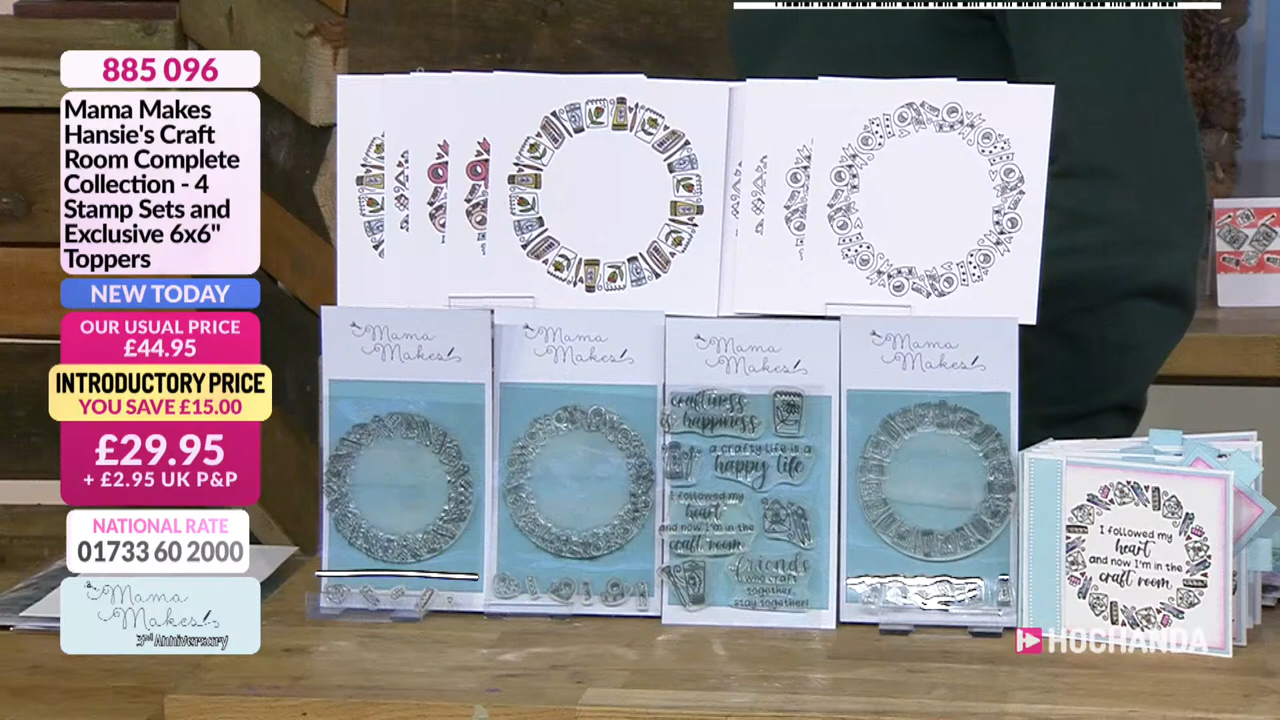 885 096
Mama Makes
Hansie's Craft
Room Complete
Collection - 4
Stamp Sets and
Exclusive 6x6"
Toppers
NEW TODAY
OUR USUAL PRICE
£44.95
INTRODUCTORY PRICE
YOU SAVE £15.00
£29.95
+ £2.95 UK P&P
NATIONAL RATE
01733 60 2000
Mama
Makes!
3rd Anniversary
Mama
Makes!
Mama
Makes!
Mama
Makes!
Mama
Makes!
craftiness
& happiness
a crafty life is a
happy life
I followed my
heart
and now I'm in the
craft room
friends
who craft
together,
stay together!
I followed my
heart
and now I'm in the
craft room
HOCHANDA